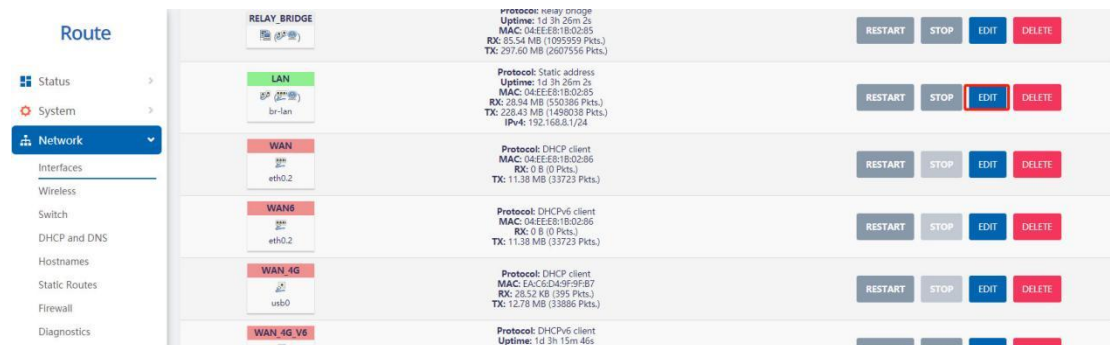 Route
Status
System
Network
Interfaces
Wireless
Switch
DHCP and DNS
Hostnames
Static Routes
Firewall
Diagnostics
RELAY_BRIDGE
Protocol: Relay bridge
Uptime: 1d 3h 26m 2s
MAC: 04:EE:E8:1B:02:85
RX: 85.54 MB (1095959 Pkts.)
TX: 297.60 MB (2607556 Pkts.)
RESTART STOP EDIT DELETE
LAN
br-lan
Protocol: Static address
Uptime: 1d 3h 26m 2s
MAC: 04:EE:E8:1B:02:85
RX: 28.94 MB (550386 Pkts.)
TX: 228.43 MB (1498038 Pkts.)
IPv4: 192.168.8.1/24
RESTART STOP EDIT DELETE
WAN
eth0.2
Protocol: DHCP client
MAC: 04:EE:E8:1B:02:86
RX: 0 B (0 Pkts.)
TX: 11.38 MB (33723 Pkts.)
RESTART STOP EDIT DELETE
WAN6
eth0.2
Protocol: DHCPv6 client
MAC: 04:EE:E8:1B:02:86
RX: 0 B (0 Pkts.)
TX: 11.38 MB (33723 Pkts.)
RESTART STOP EDIT DELETE
WAN_4G
usb0
Protocol: DHCP client
MAC: EA:C6:D4:9F:9F:B7
RX: 28.52 KB (395 Pkts.)
TX: 12.78 MB (33886 Pkts.)
RESTART STOP EDIT DELETE
WAN_4G_V6
Protocol: DHCPv6 client
Uptime: 1d 3h 15m 46s